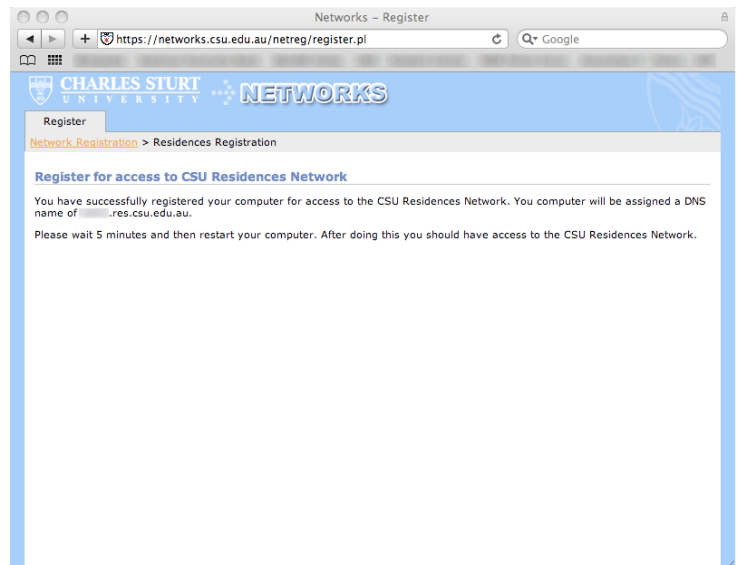 Networks – Register
https://networks.csu.edu.au/netreg/register.pl
Google
CHARLES STURT
UNIVERSITY
NETWORKS
Register
Network Registration > Residences Registration
Register for access to CSU Residences Network
You have successfully registered your computer for access to the CSU Residences Network. You computer will be assigned a DNS
name of .res.csu.edu.au.
Please wait 5 minutes and then restart your computer. After doing this you should have access to the CSU Residences Network.